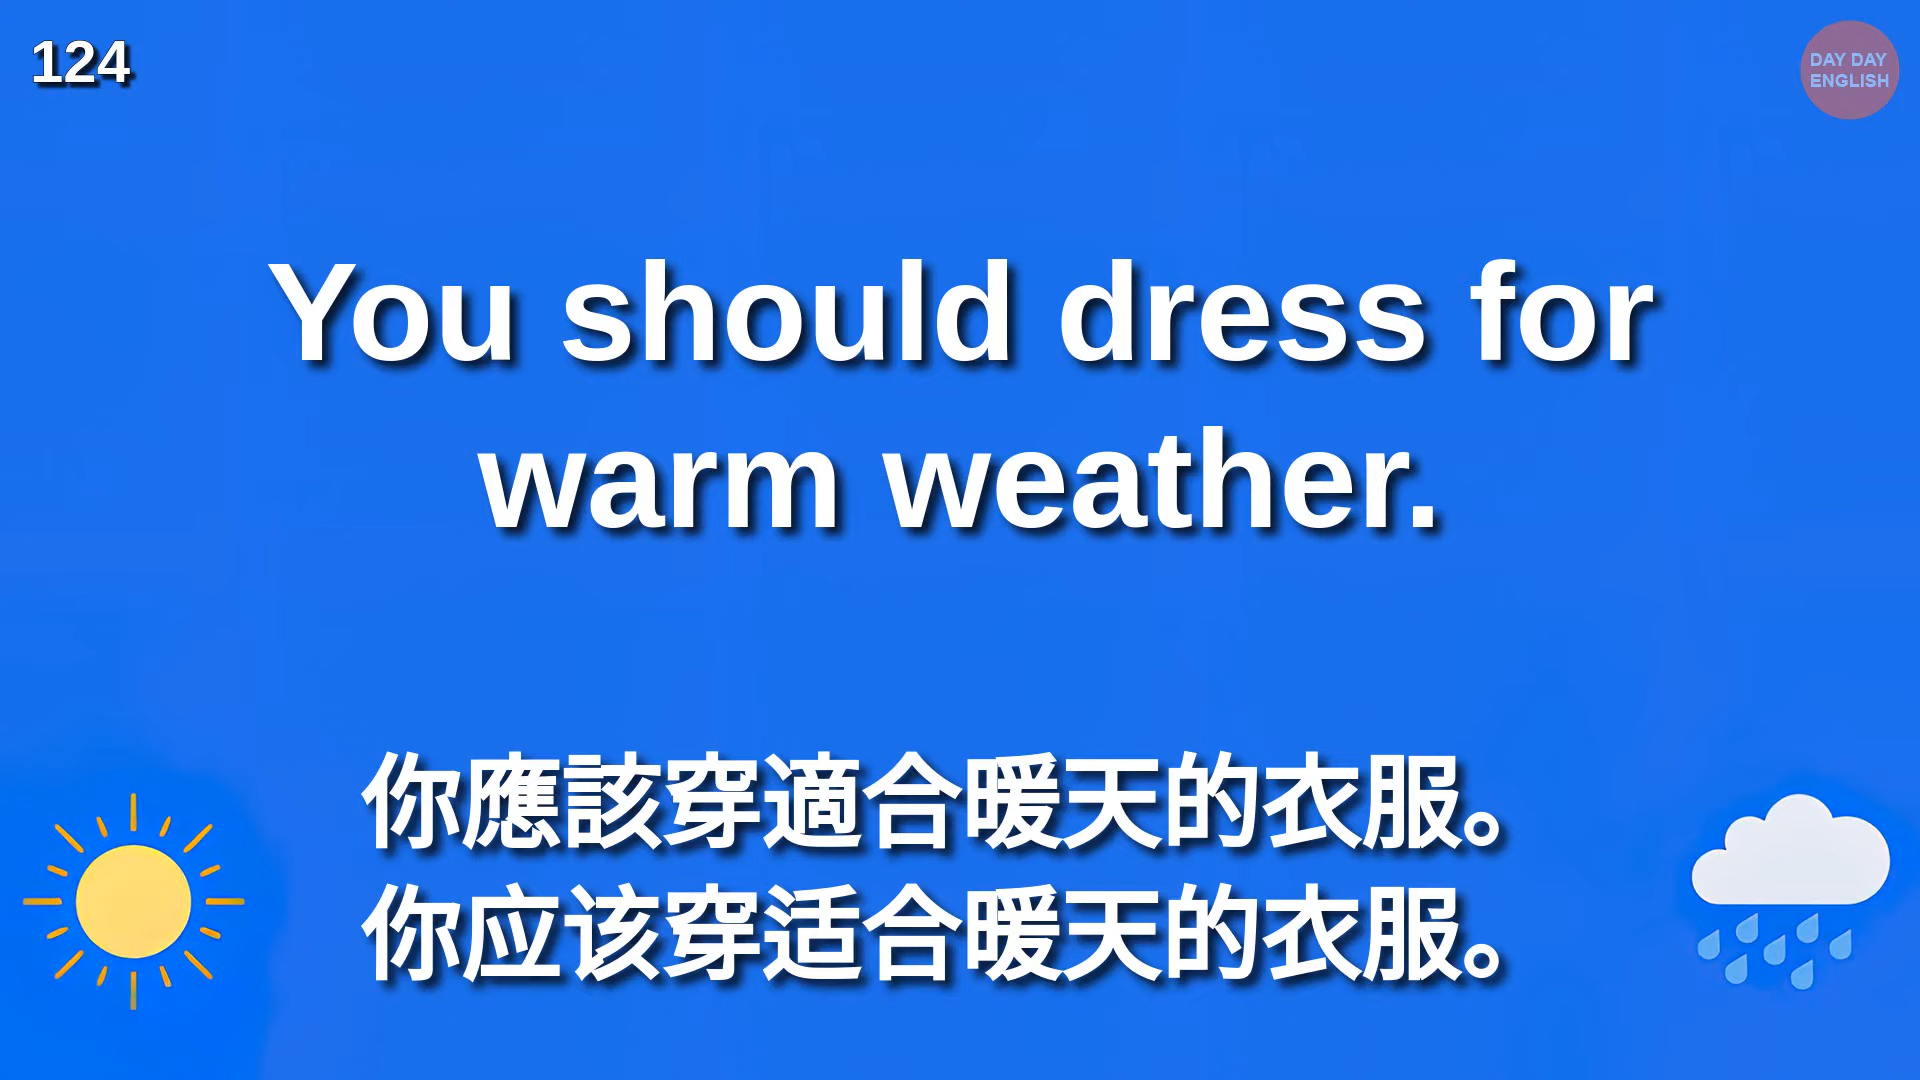 124
DAY DAY
ENGLISH
You should dress for
warm weather.
你應該穿適合暖天的衣服。
你应该穿适合暖天的衣服。